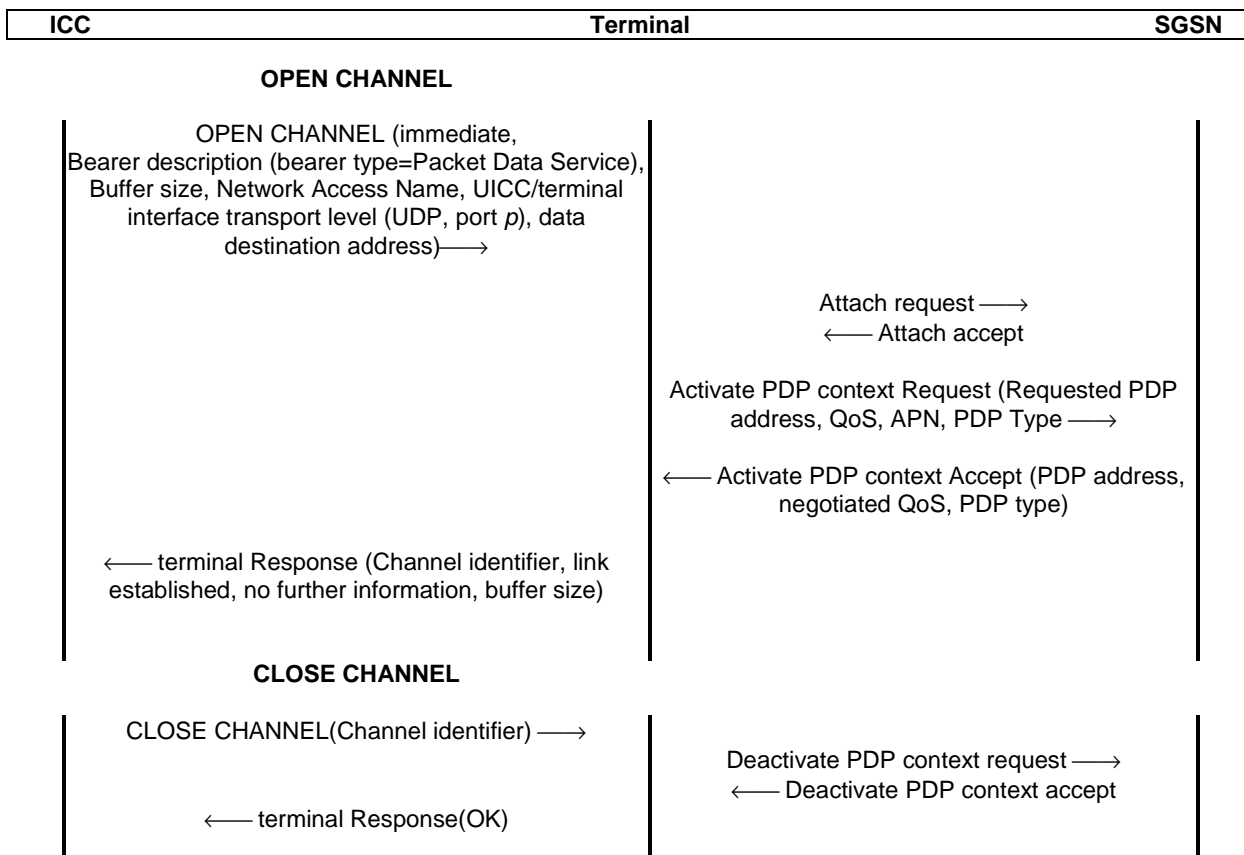 ICC Terminal SGSN
OPEN CHANNEL
OPEN CHANNEL (immediate,
Bearer description (bearer type=Packet Data Service),
Buffer size, Network Access Name, UICC/terminal
interface transport level (UDP, port p), data
destination address)⟶
Attach request ⟶
⟵ Attach accept
Activate PDP context Request (Requested PDP
address, QoS, APN, PDP Type ⟶
⟵ Activate PDP context Accept (PDP address,
negotiated QoS, PDP type)
⟵ terminal Response (Channel identifier, link
established, no further information, buffer size)
CLOSE CHANNEL
CLOSE CHANNEL(Channel identifier) ⟶
Deactivate PDP context request ⟶
⟵ Deactivate PDP context accept
⟵ terminal Response(OK)